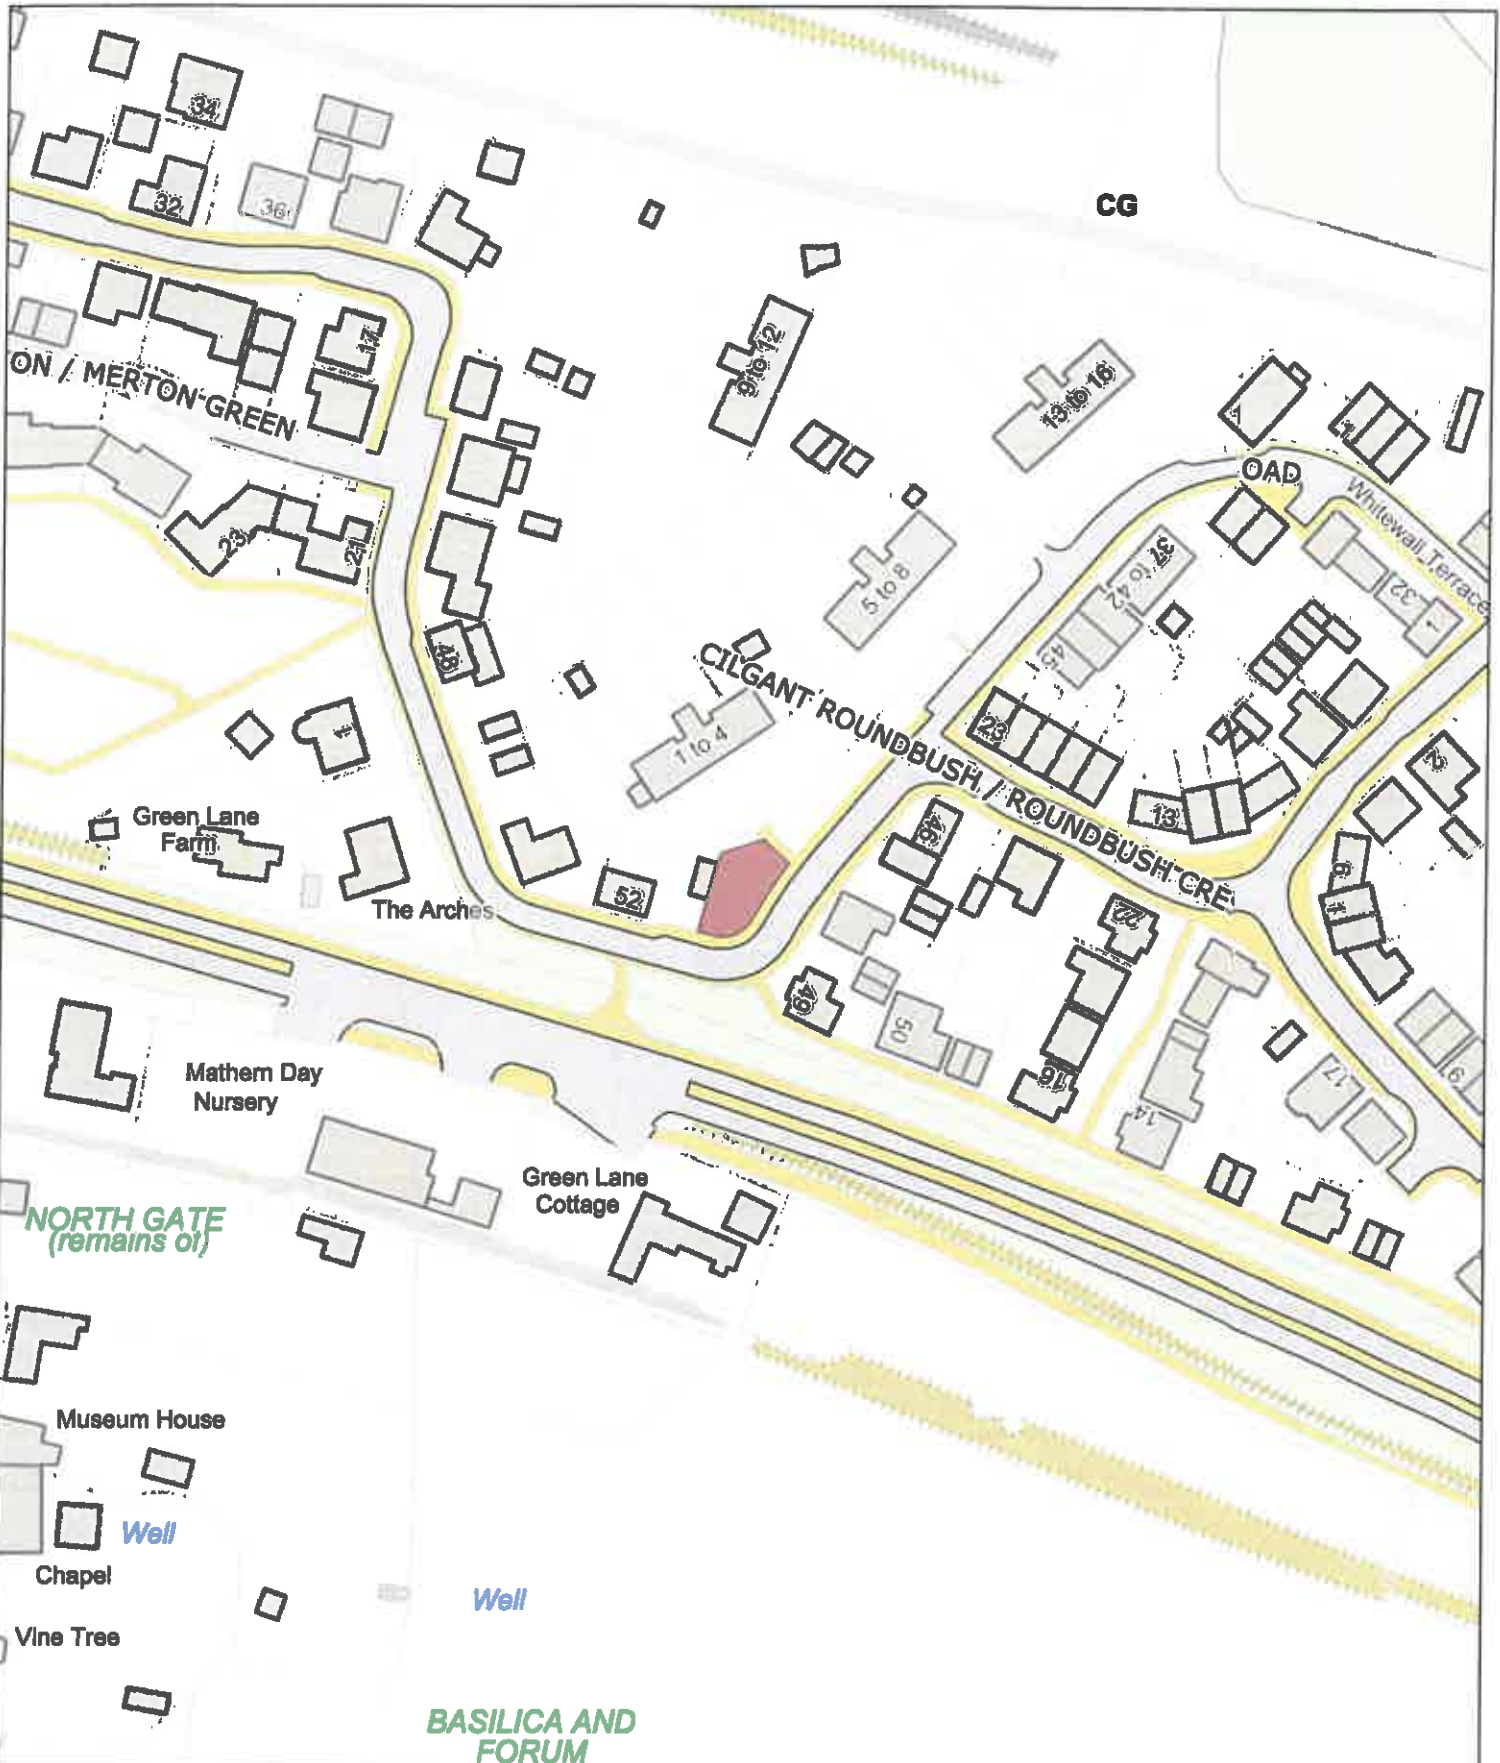 34
32
36
CG
17
9 to 12
13 to 16
ON / MERTON GREEN
OAD
Whitewall Terrace
23
21
5 to 8
37 to 42
32
1
45
48
CILGANT ROUNDBUSH / ROUNDBUSH CRE
1 to 4
23
2
13
Green Lane
Farm
46
9
The Arches
52
22
49
50
16
14
17
9
Mathern Day
Nursery
Green Lane
Cottage
NORTH GATE
(remains of)
Museum House
Well
Chapel
Well
Vine Tree
BASILICA AND
FORUM